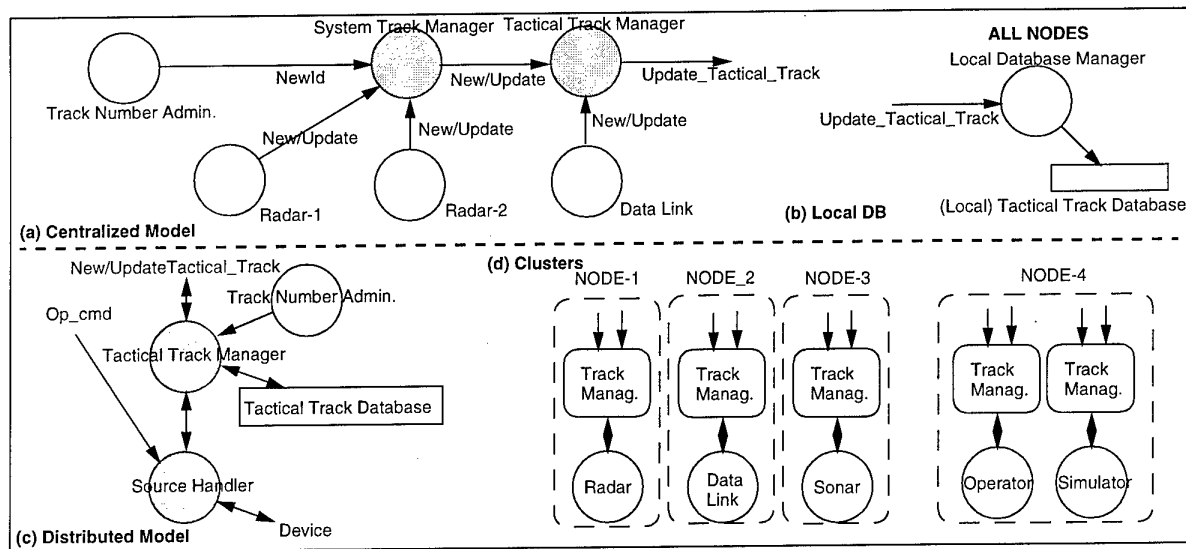 System Track Manager
Tactical Track Manager
NewId
New/Update
Update_Tactical_Track
Track Number Admin.
New/Update
New/Update
New/Update
Radar-1
Radar-2
Data Link
(a) Centralized Model
ALL NODES
Local Database Manager
Update_Tactical_Track
(b) Local DB
(Local) Tactical Track Database
New/UpdateTactical_Track
Track Number Admin.
Op_cmd
Tactical Track Manager
Tactical Track Database
Source Handler
Device
(c) Distributed Model
(d) Clusters
NODE-1
NODE_2
NODE-3
NODE-4
Track
Manag.
Track
Manag.
Track
Manag.
Track
Manag.
Track
Manag.
Radar
Data
Link
Sonar
Operator
Simulator